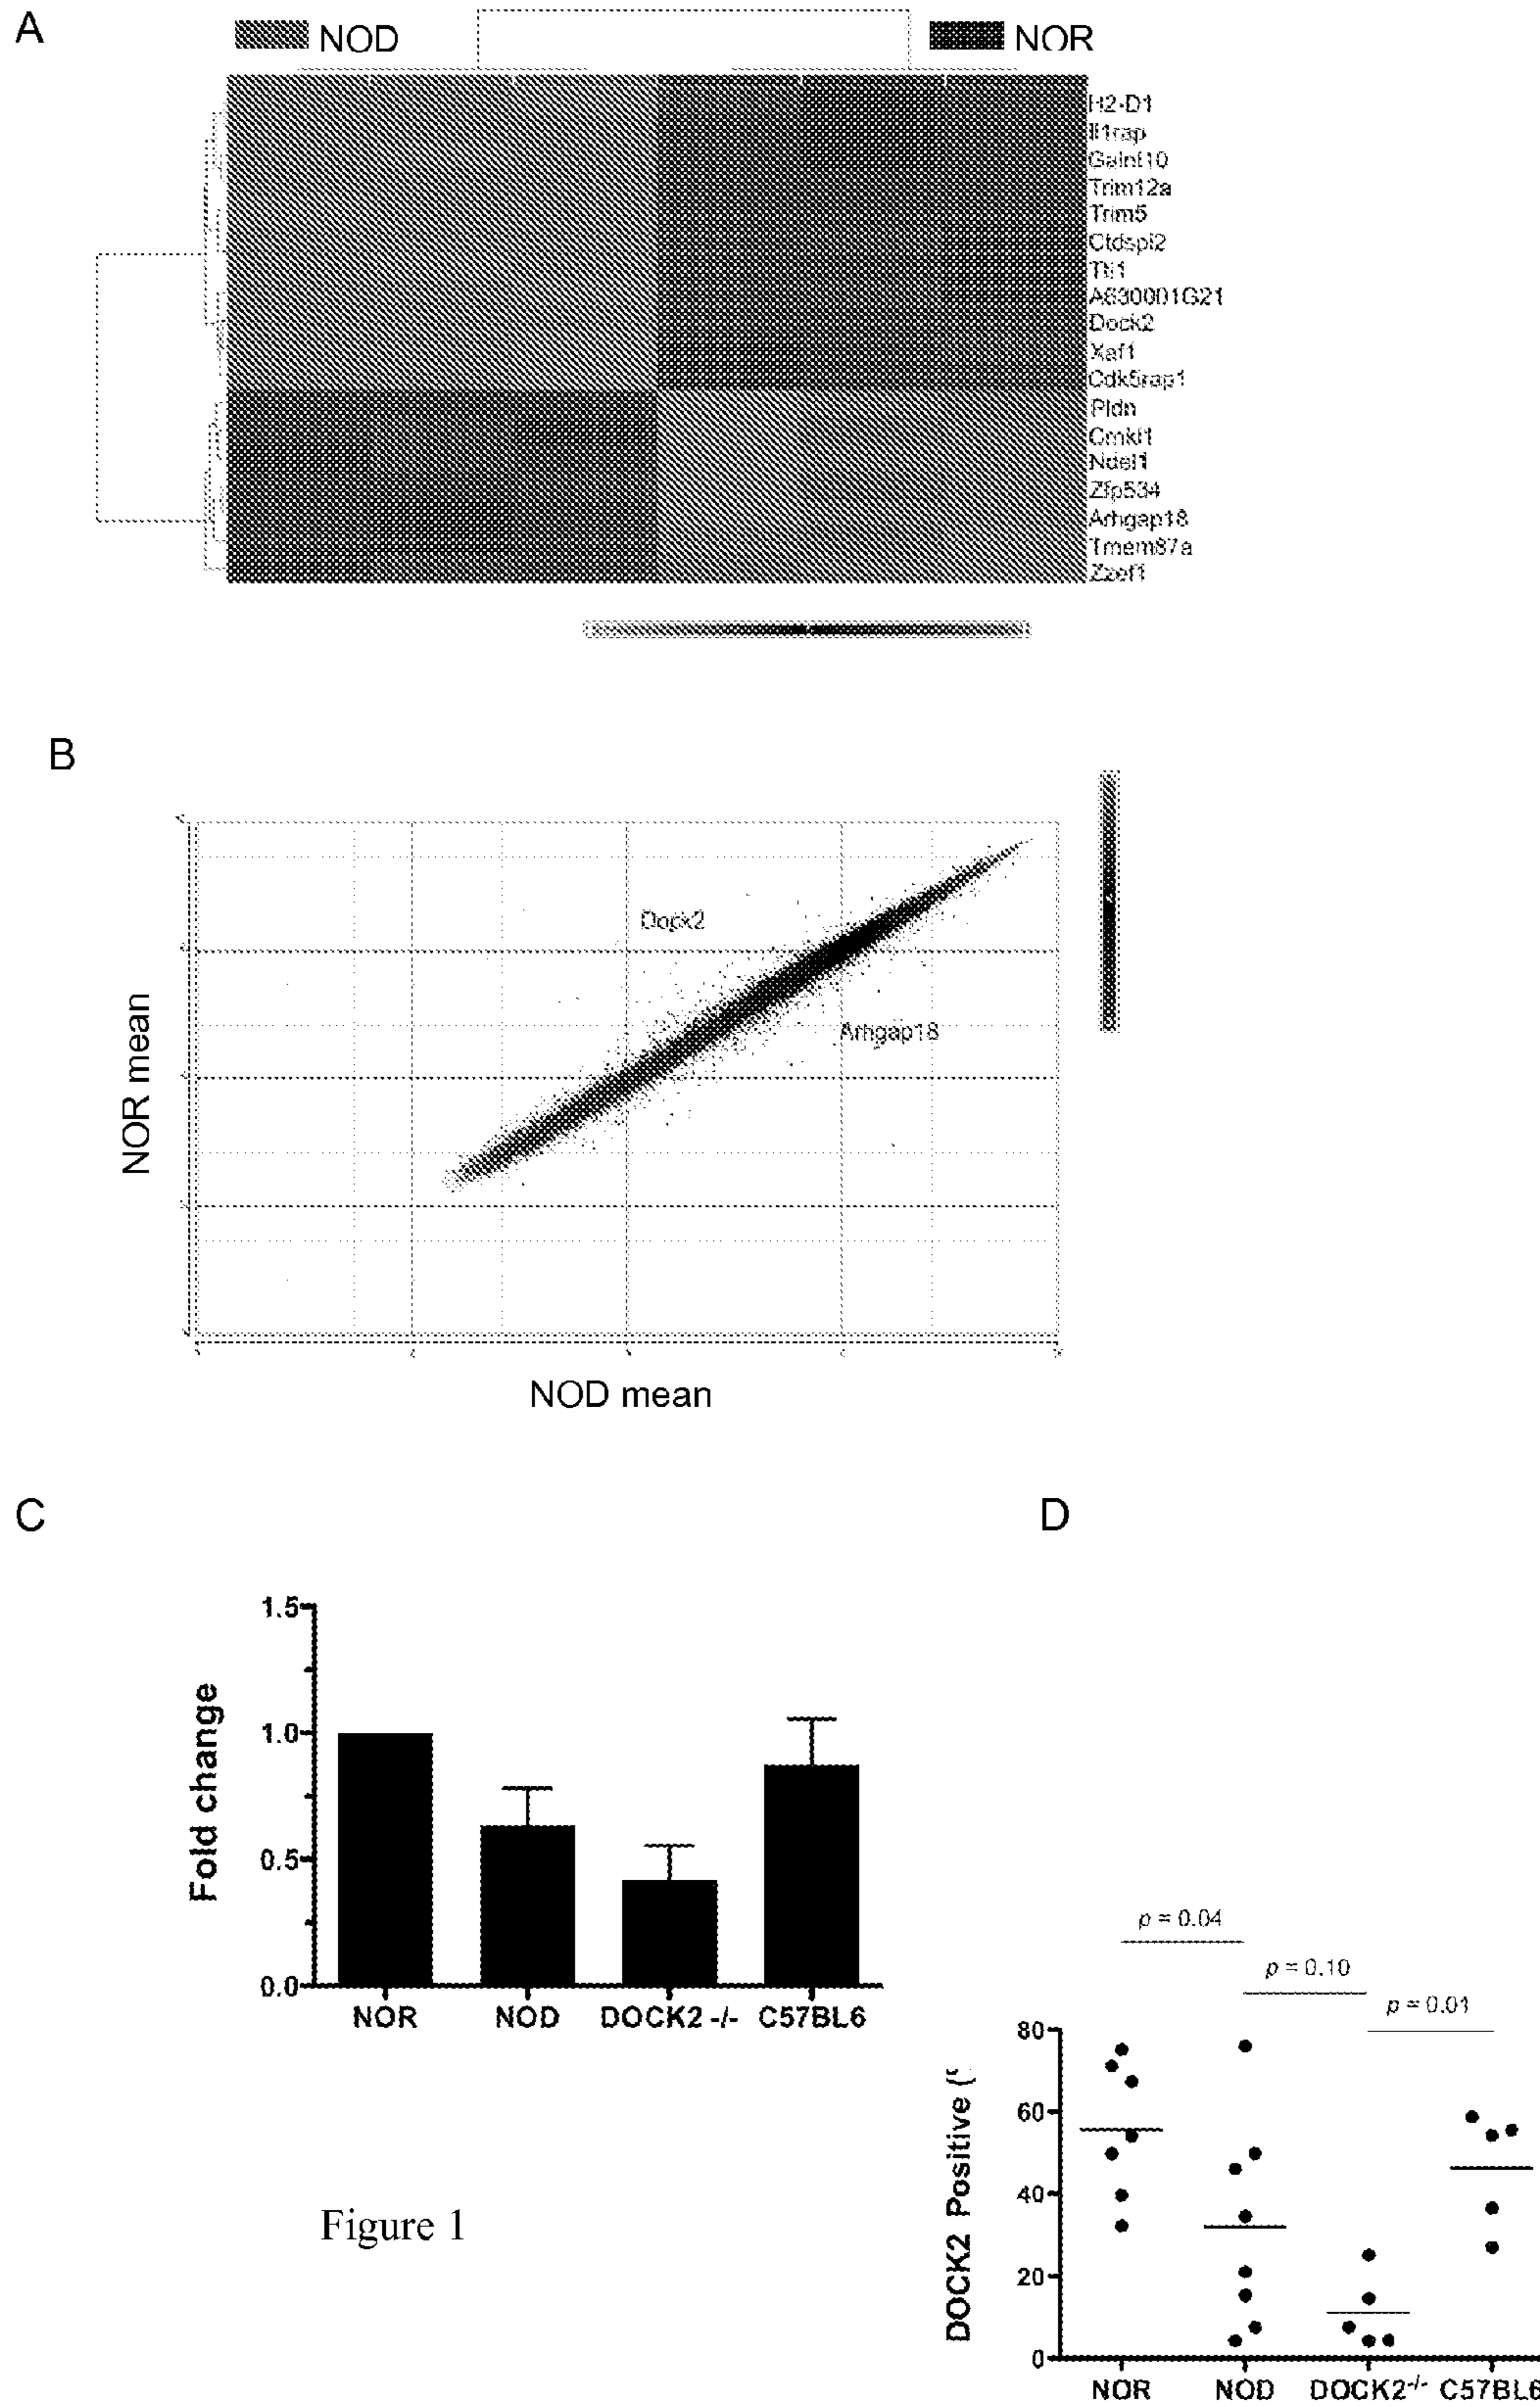 A
NOD
NOR
H2-D1
Il1rap
Galnt10
Trim12a
Trim5
Ctdspl2
Tti1
A630001G21
Dock2
Xaf1
Cdk5rap1
Pldn
Cmkl1
Ndel1
Zfp534
Arhgap18
Tmem87a
Zzef1
B
Dock2
Arhgap18
NOR mean
NOD mean
C
Fold change
1.5
1.0
0.5
0.0
NOR NOD DOCK2 -/- C57BL6
D
p = 0.04
p = 0.10
p = 0.01
DOCK2 Positive (
80
60
40
20
0
NOR NOD DOCK2-/- C57BL6
Figure 1